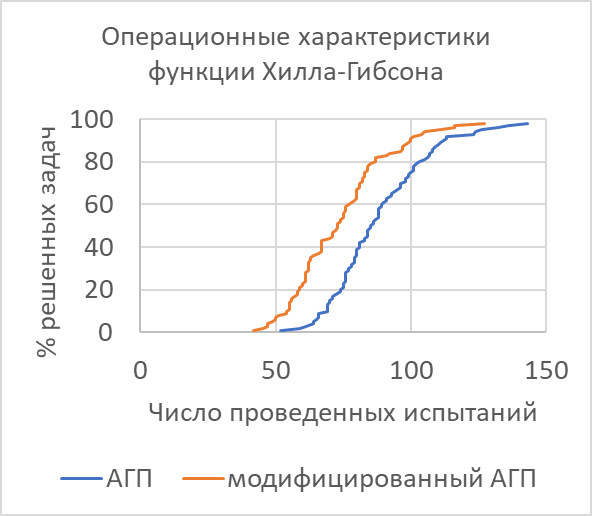 Операционные характеристики
функции Хилла-Гибсона
% решенных задач
100
80
60
40
20
0
0 50 100 150
Число проведенных испытаний
АГП модифицированный АГП